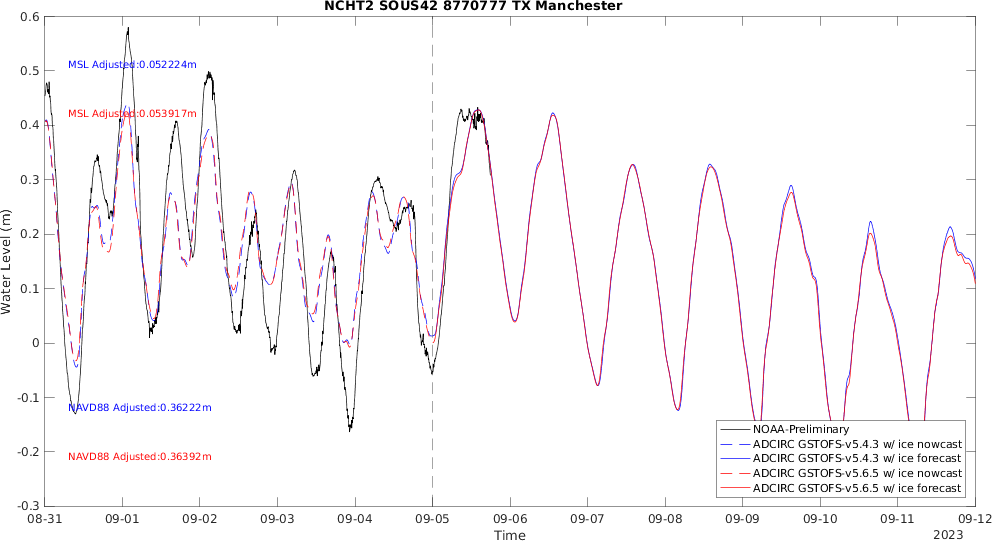 NCHT2 SOUS42 8770777 TX Manchester
0.6
0.5
0.4
0.3
0.2
0.1
0
-0.1
-0.2
-0.3
Water Level (m)
MSL Adjusted:0.052224m
MSL Adjusted:0.053917m
NAVD88 Adjusted:0.36222m
NAVD88 Adjusted:0.36392m
NOAA-Preliminary
ADCIRC GSTOFS-v5.4.3 w/ ice nowcast
ADCIRC GSTOFS-v5.4.3 w/ ice forecast
ADCIRC GSTOFS-v5.6.5 w/ ice nowcast
ADCIRC GSTOFS-v5.6.5 w/ ice forecast
08-31 09-01 09-02 09-03 09-04 09-05 09-06 09-07 09-08 09-09 09-10 09-11 09-12
Time
2023